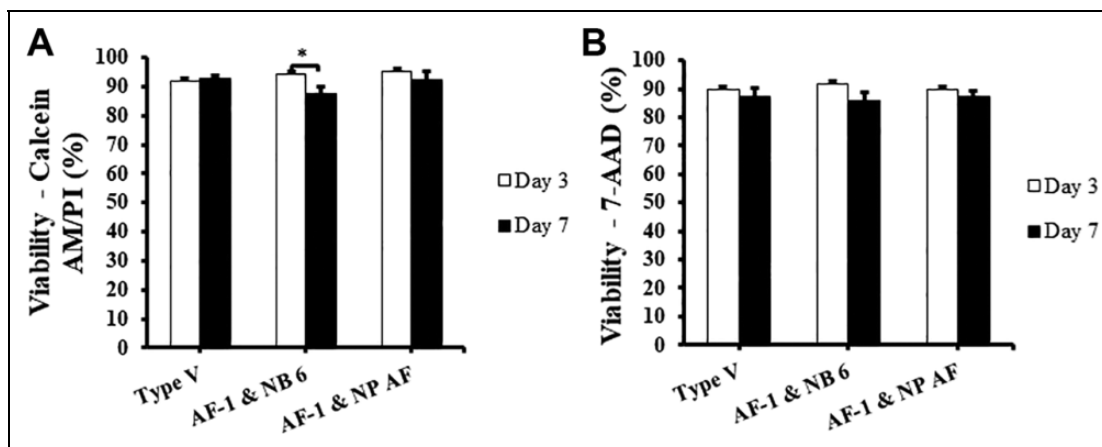 A
*
Viability - Calcein
AM/PI (%)
100
90
80
70
60
50
40
30
20
10
0
Type V
AF-1 & NB 6
AF-1 & NP AF
Day 3
Day 7
B
Viability - 7-AAD (%)
100
90
80
70
60
50
40
30
20
10
0
Type V
AF-1 & NB 6
AF-1 & NP AF
Day 3
Day 7